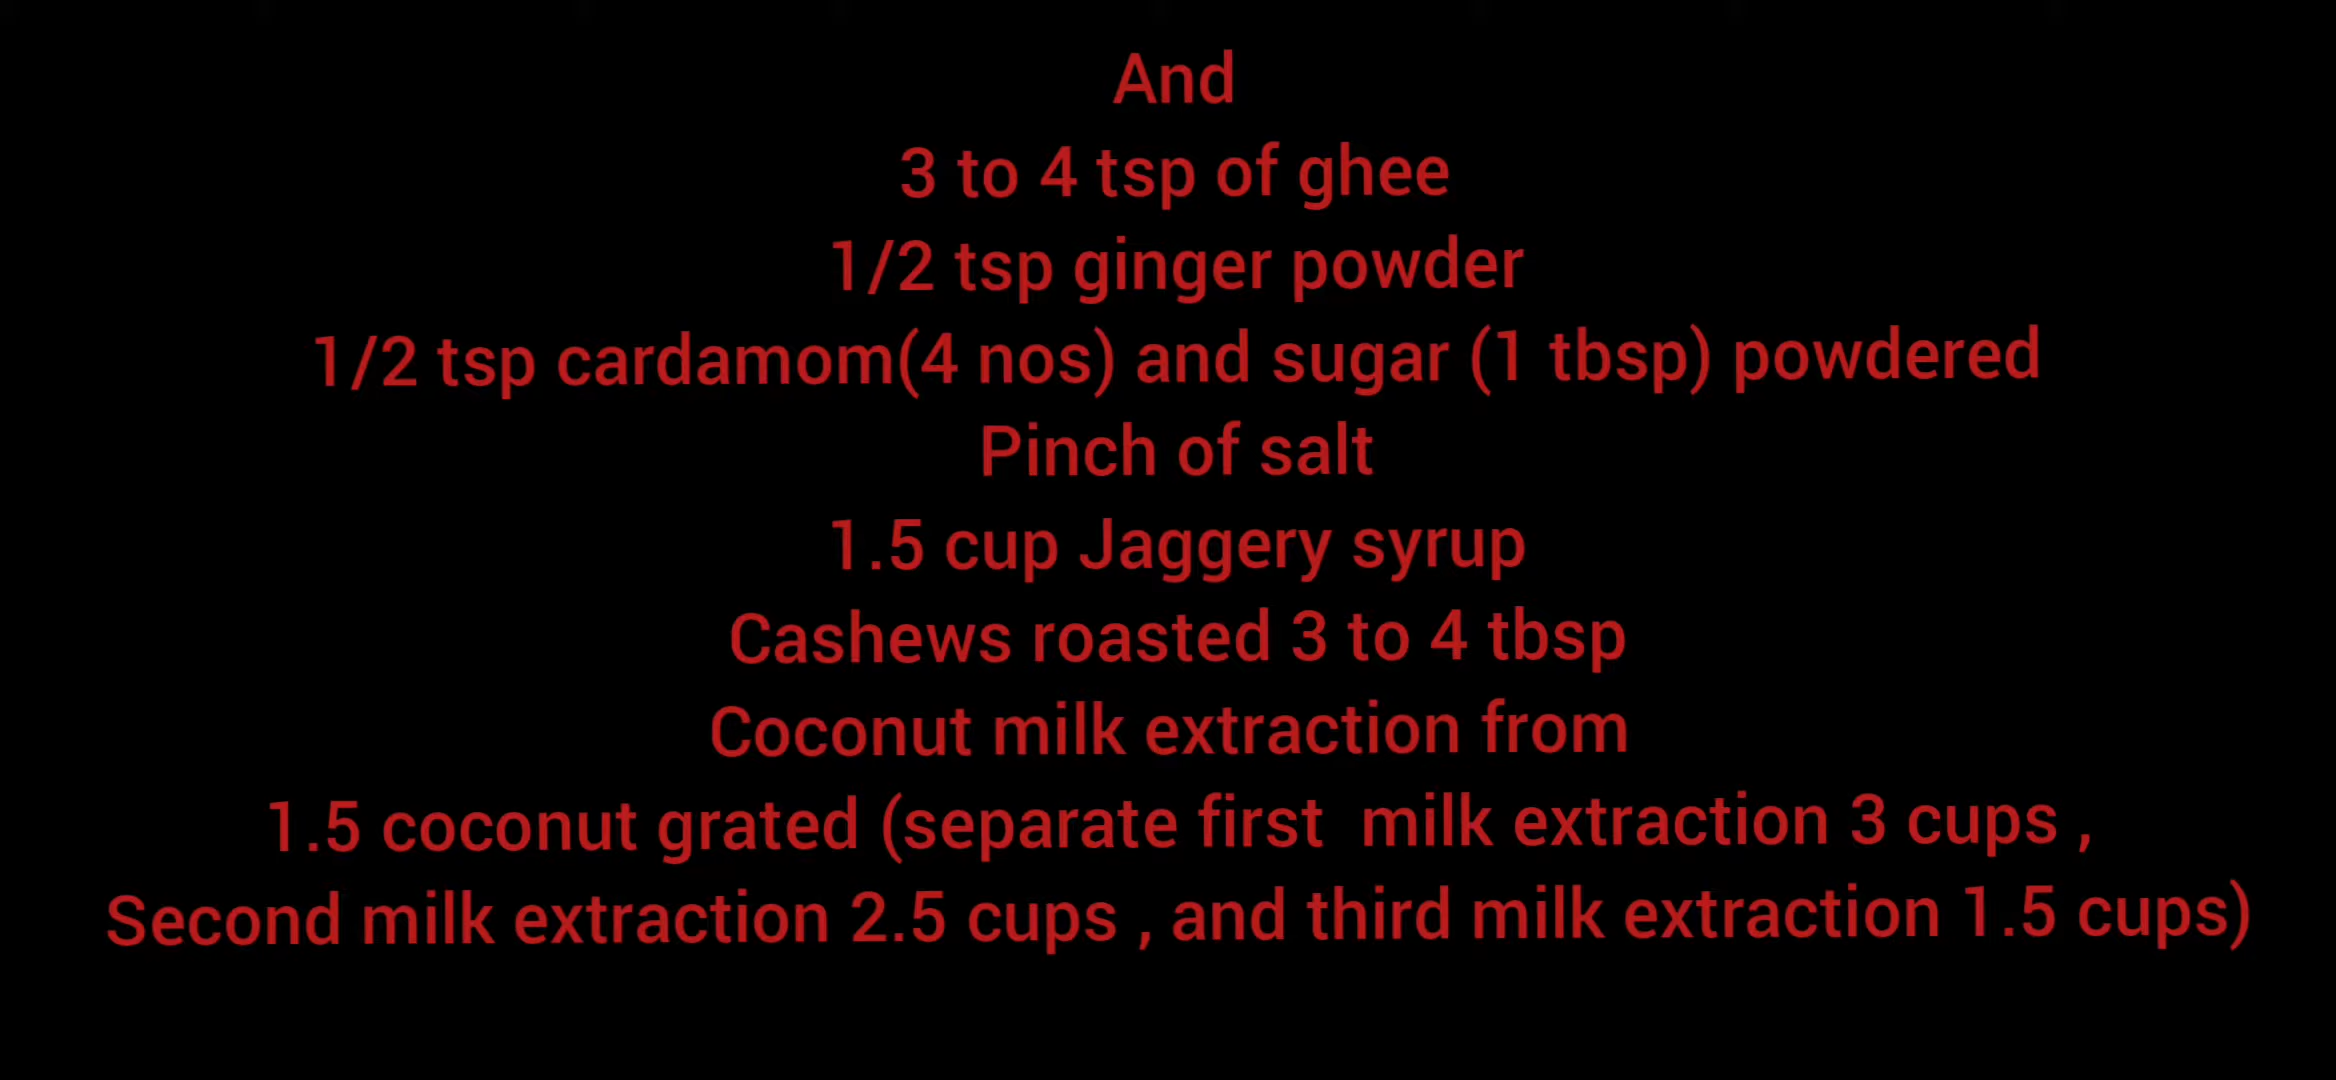 And
3 to 4 tsp of ghee
1/2 tsp ginger powder
1/2 tsp cardamom(4 nos) and sugar (1 tbsp) powdered
Pinch of salt
1.5 cup Jaggery syrup
Cashews roasted 3 to 4 tbsp
Coconut milk extraction from
1.5 coconut grated (separate first  milk extraction 3 cups ,
Second milk extraction 2.5 cups , and third milk extraction 1.5 cups)